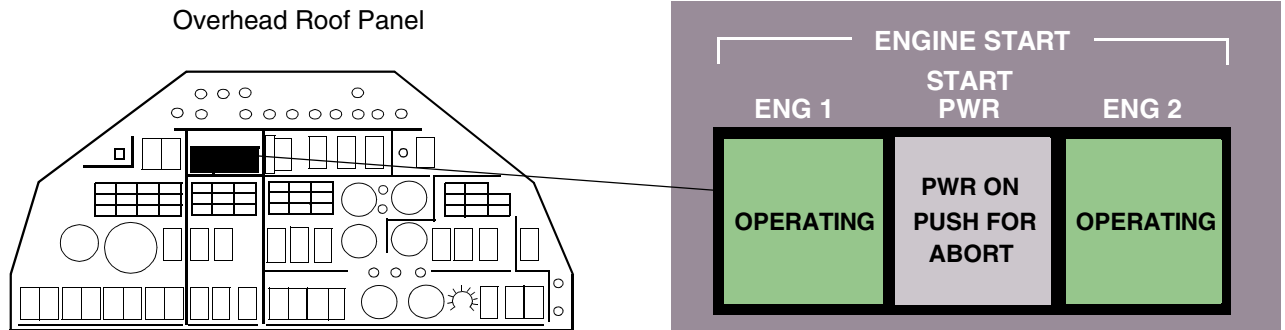 Overhead Roof Panel
ENGINE START
ENG 1
START
PWR
ENG 2
OPERATING
PWR ON
PUSH FOR
ABORT
OPERATING